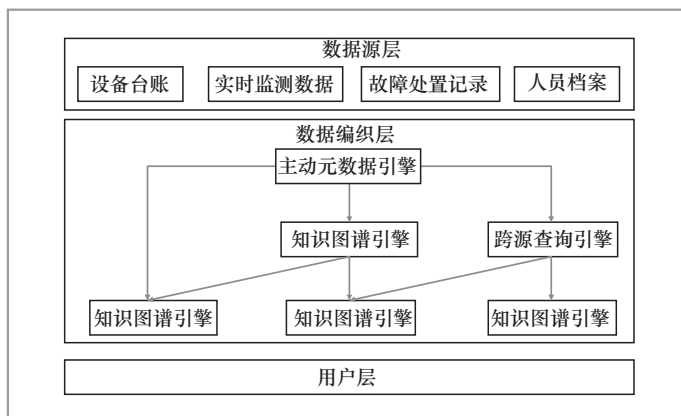 数据源层
设备台账
实时监测数据
故障处置记录
人员档案
数据编织层
主动元数据引擎
知识图谱引擎
跨源查询引擎
知识图谱引擎
知识图谱引擎
知识图谱引擎
用户层